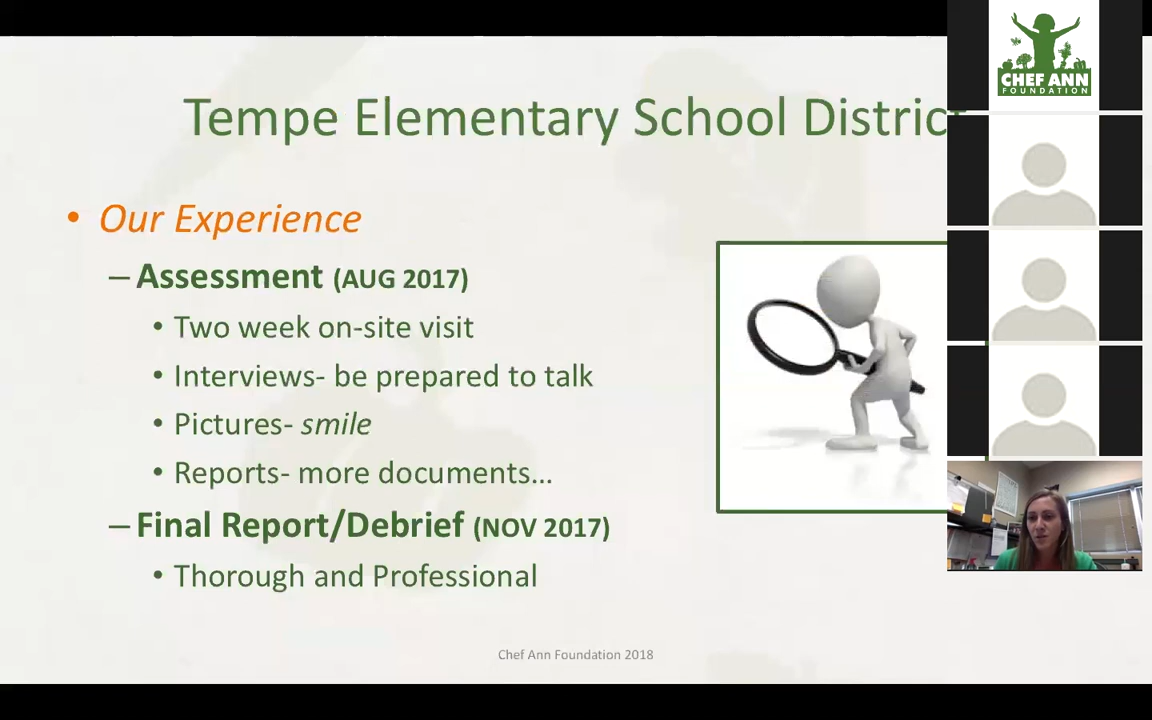 CHEF ANN
FOUNDATION
Tempe Elementary School District
• Our Experience
– Assessment (AUG 2017)
• Two week on-site visit
• Interviews- be prepared to talk
• Pictures- smile
• Reports- more documents...
– Final Report/Debrief (NOV 2017)
• Thorough and Professional
Chef Ann Foundation 2018